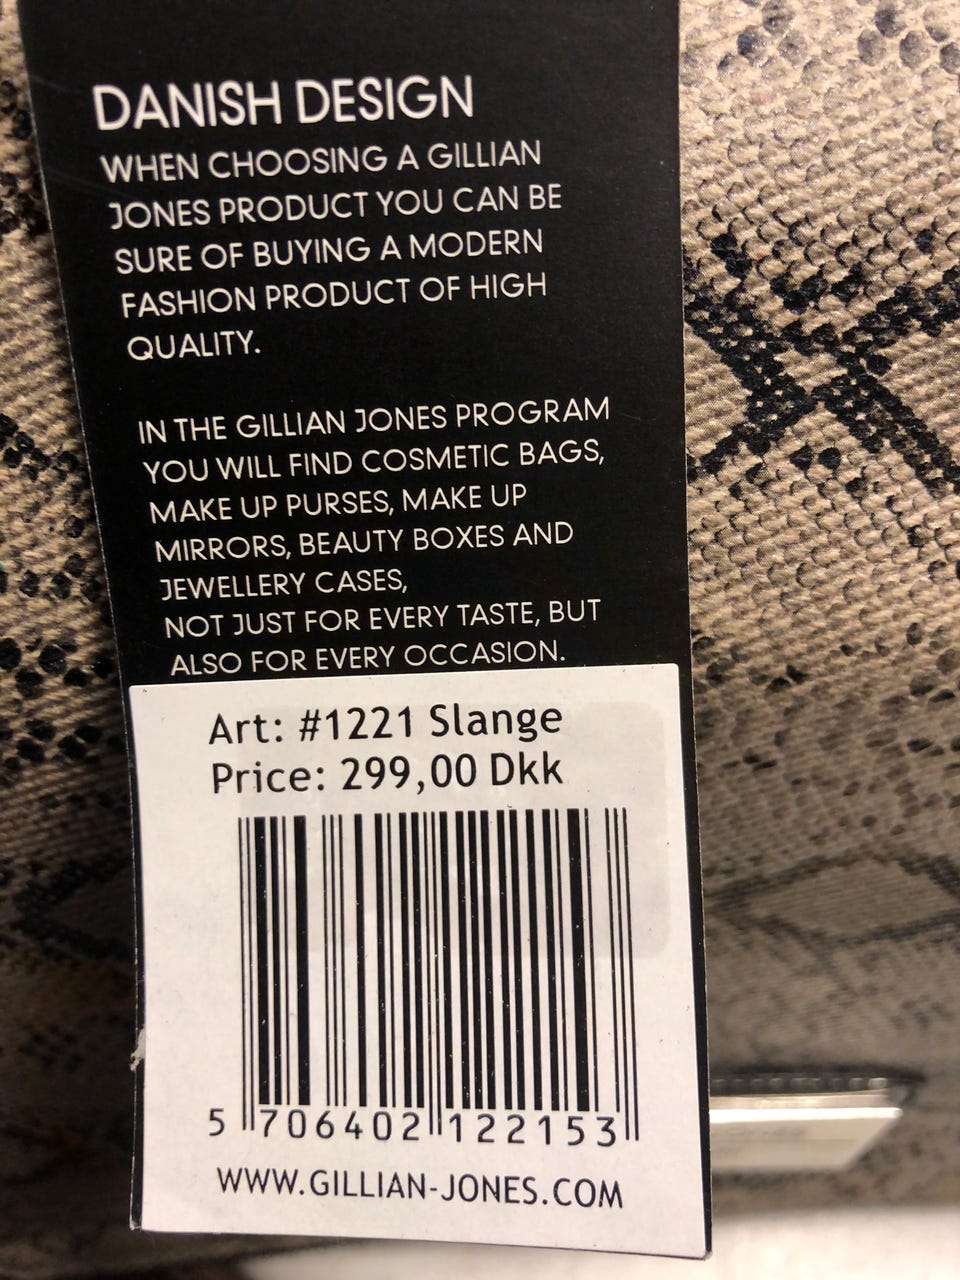 DANISH DESIGN
WHEN CHOOSING A GILLIAN
JONES PRODUCT YOU CAN BE
SURE OF BUYING A MODERN
FASHION PRODUCT OF HIGH
QUALITY.
IN THE GILLIAN JONES PROGRAM
YOU WILL FIND COSMETIC BAGS,
MAKE UP PURSES, MAKE UP
MIRRORS, BEAUTY BOXES AND
JEWELLERY CASES,
NOT JUST FOR EVERY TASTE, BUT
ALSO FOR EVERY OCCASION.
Art: #1221 Slange
Price: 299,00 Dkk
5 706402 122153
WWW.GILLIAN-JONES.COM